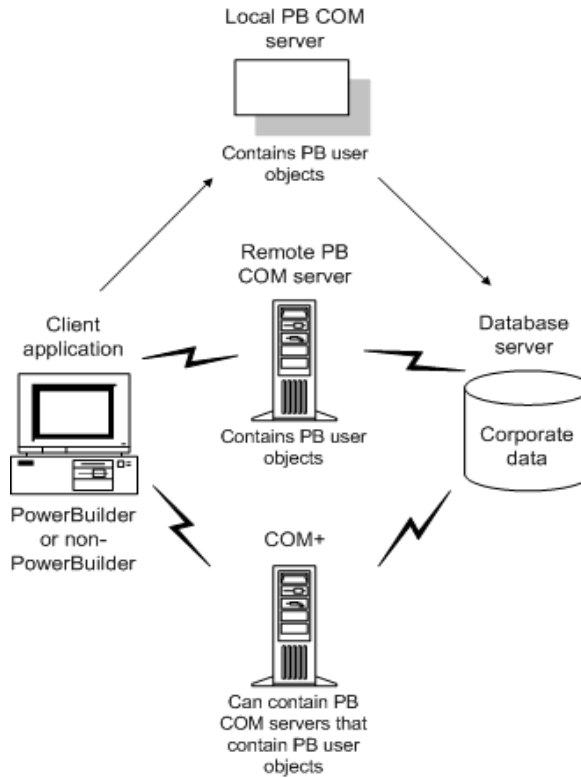 Local PB COM
server
Contains PB user
objects
Remote PB
COM server
Client
application
Database
server
Contains PB user
objects
Corporate
data
PowerBuilder
or non-
PowerBuilder
COM+
Can contain PB
COM servers that
contain PB user
objects